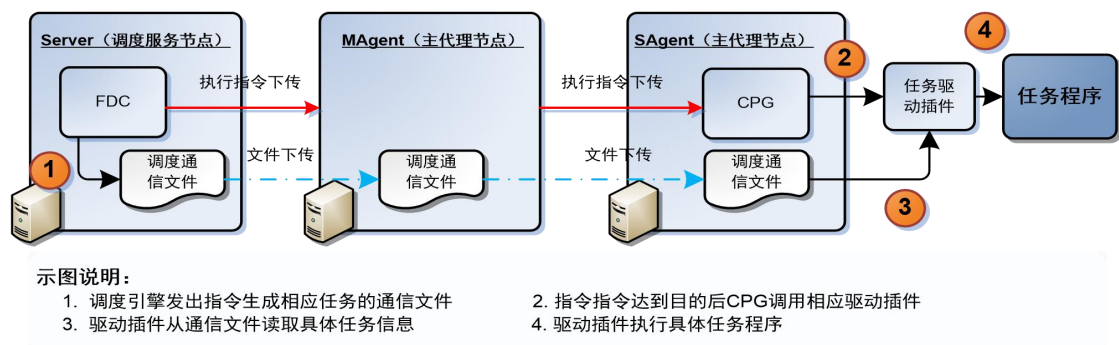 Server（调度服务节点）
MAgent（主代理节点）
SAgent（主代理节点）
4
2
FDC
执行指令下传
执行指令下传
CPG
任务驱
动插件
任务程序
1
调度通
信文件
文件下传
调度通
信文件
文件下传
调度通
信文件
3
示图说明：
1. 调度引擎发出指令生成相应任务的通信文件
2. 指令指令达到目的后CPG调用相应驱动插件
3. 驱动插件从通信文件读取具体任务信息
4. 驱动插件执行具体任务程序